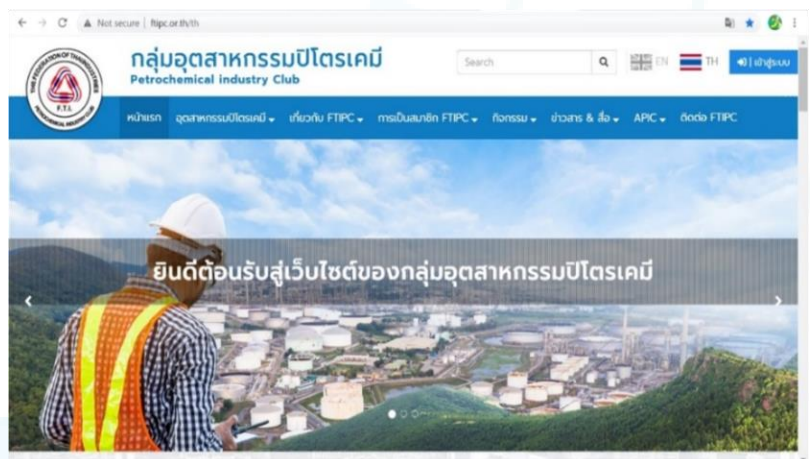 Not secure | ftipc.or.th/th
กลุ่มอุตสาหกรรมปิโตรเคมี
Petrochemical industry Club
Search
EN
TH
เข้าสู่ระบบ
THE FEDERATION OF THAI INDUSTRIES
F.T.I.
PETROCHEMICAL INDUSTRY CLUB
หน้าแรก อุตสาหกรรมปิโตรเคมี เกี่ยวกับ FTIPC การเป็นสมาชิก FTIPC กิจกรรม ข่าวสาร & สื่อ APIC ติดต่อ FTIPC
ยินดีต้อนรับสู่เว็บไซต์ของกลุ่มอุตสาหกรรมปิโตรเคมี